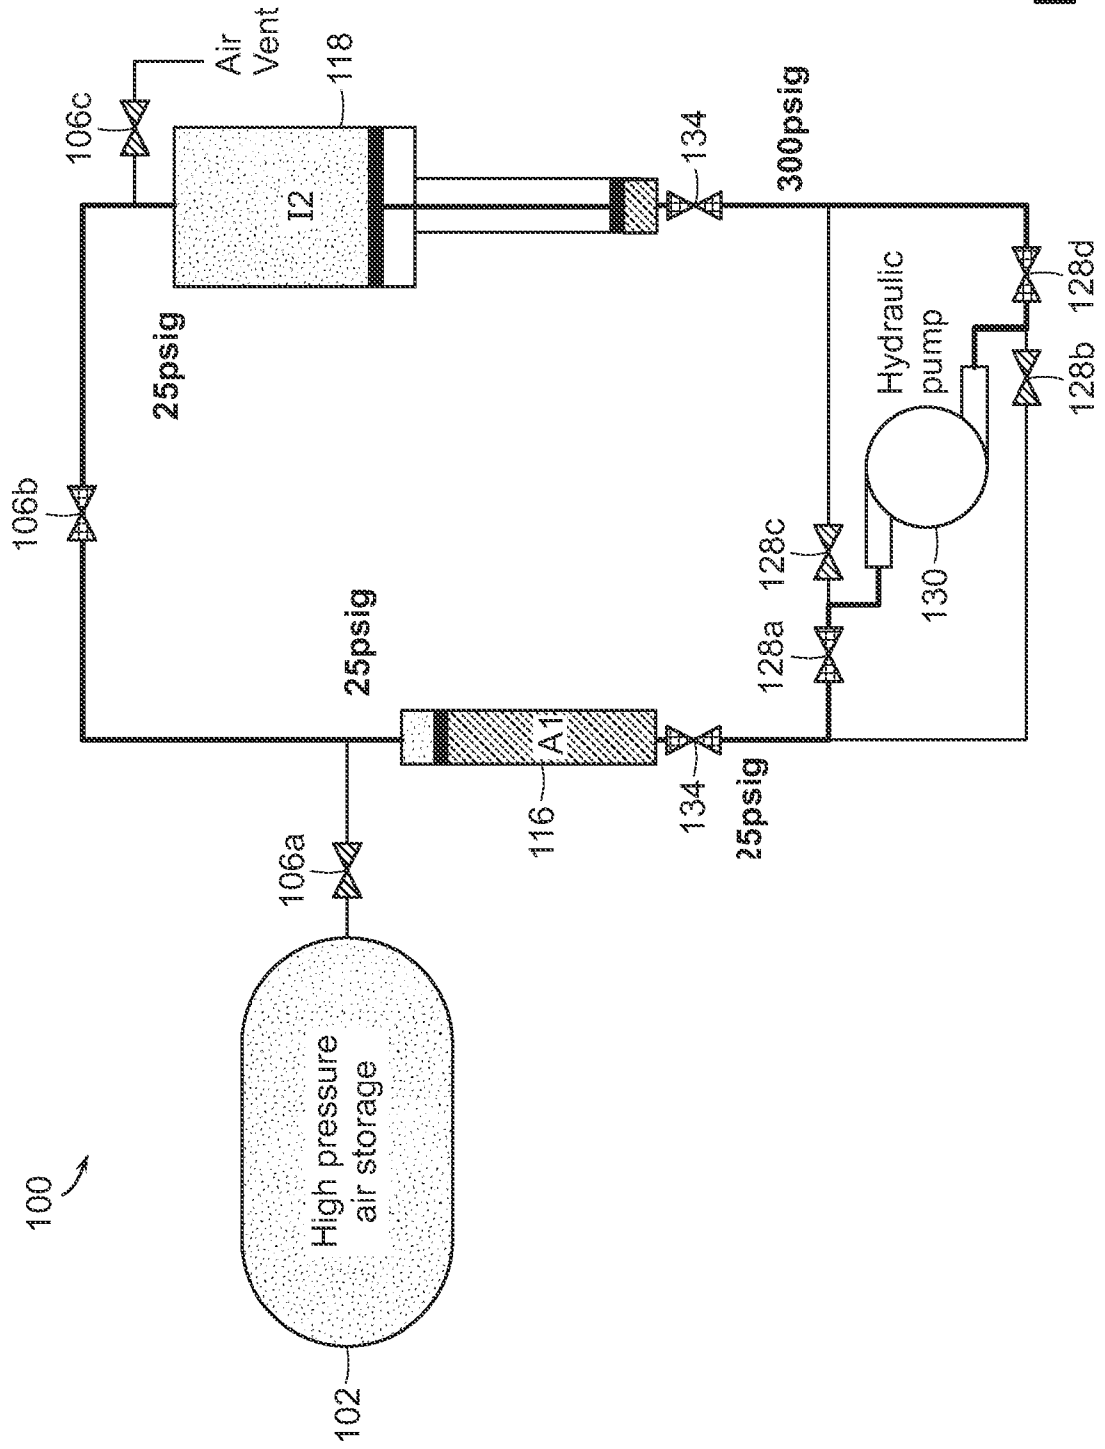 100
106b
106c
25psig
Air
Vent
106a
I2
118
High pressure
air storage
102
25psig
116
A1
134
134
25psig
128a
128c
300psig
Hydraulic
pump
130
128b
128d